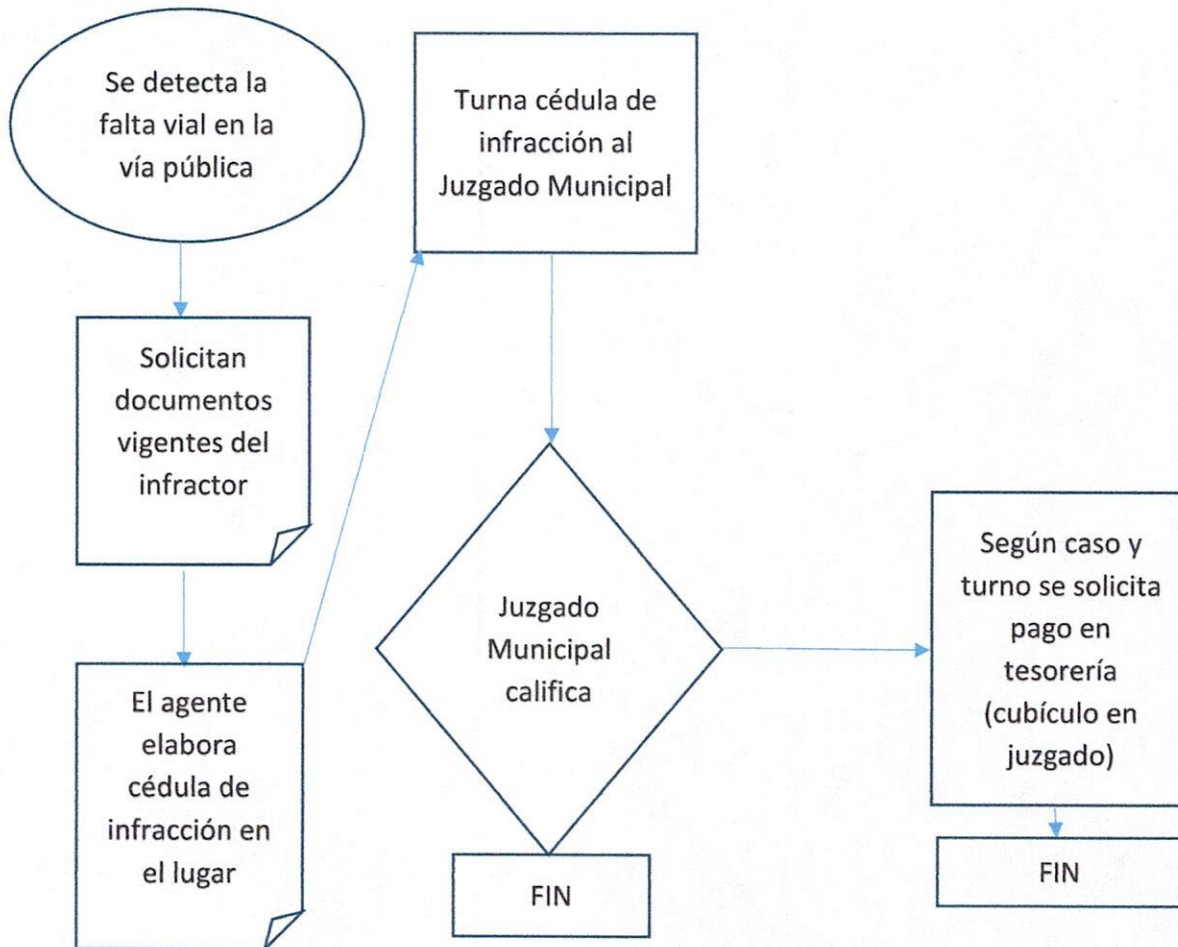 Se detecta la
falta vial en la
vía pública
Solicitan
documentos
vigentes del
infractor
El agente
elabora
cédula de
infracción en
el lugar
Turna cédula de
infracción al
Juzgado Municipal
Juzgado
Municipal
califica
FIN
Según caso y
turno se solicita
pago en
tesorería
(cubículo en
juzgado)
FIN